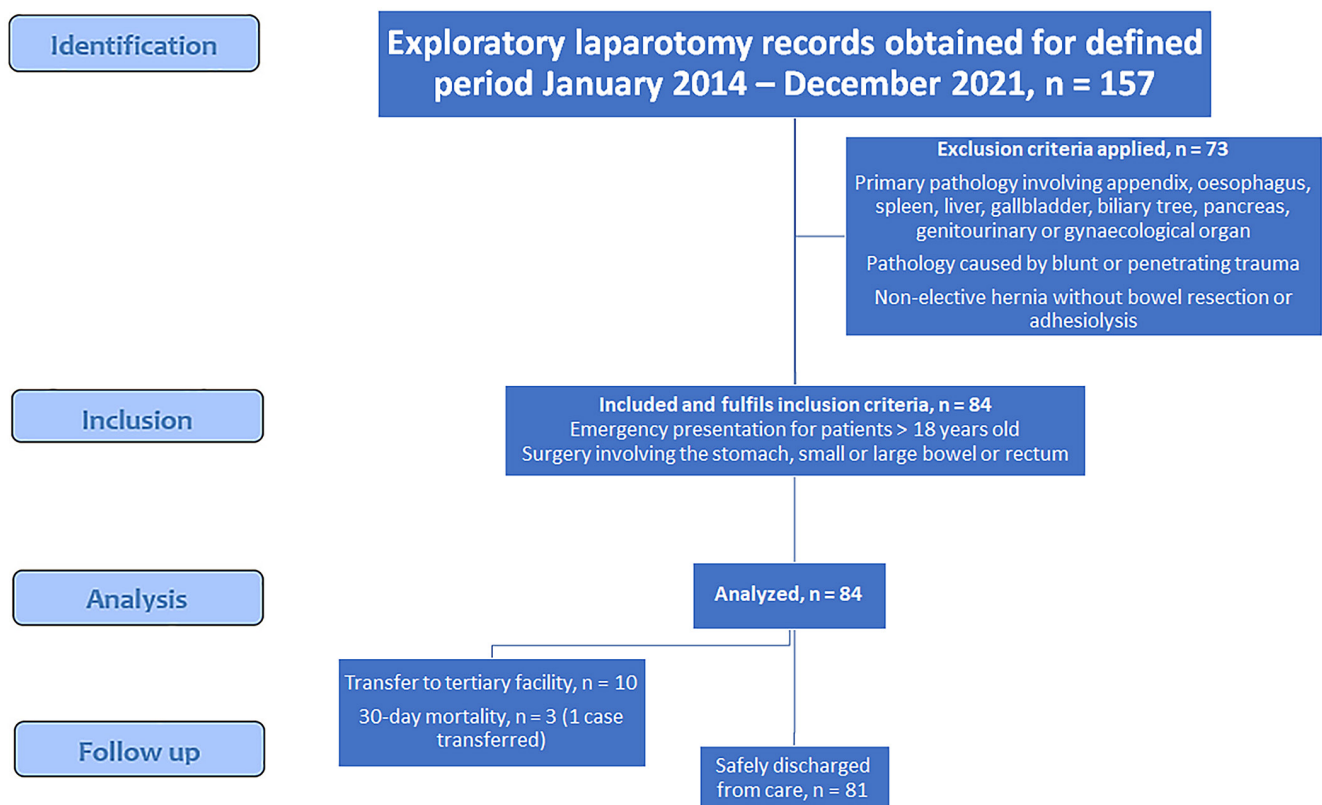 Identification
Exploratory laparotomy records obtained for defined
period January 2014 – December 2021, n = 157
Exclusion criteria applied, n = 73
Primary pathology involving appendix, oesophagus,
spleen, liver, gallbladder, biliary tree, pancreas,
genitourinary or gynaecological organ
Pathology caused by blunt or penetrating trauma
Non-elective hernia without bowel resection or
adhesiolysis
Inclusion
Included and fulfils inclusion criteria, n = 84
Emergency presentation for patients > 18 years old
Surgery involving the stomach, small or large bowel or rectum
Analysis
Analyzed, n = 84
Transfer to tertiary facility, n = 10
30-day mortality, n = 3 (1 case
transferred)
Follow up
Safely discharged
from care, n = 81